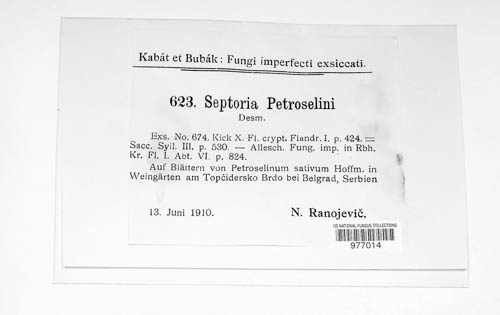 Kabát et Bubák: Fungi imperfecti exsiccati.
623. Septoria Petroselini
Desm.
Exs. No. 674. Kick X. Fl. crypt. Flandr. I. p. 424. =
Sacc. Syll. III. p. 530. — Allesch. Fung. imp. in Rbh.
Kr. Fl. I. Abt. VI. p. 824.
Auf Blättern von Petroselinum sativum Hoffm. in
Weingärten am Topčidersko Brdo bei Belgrad, Serbien
13. Juni 1910. N. Ranojevič.
US NATIONAL FUNGUS COLLECTIONS
977014